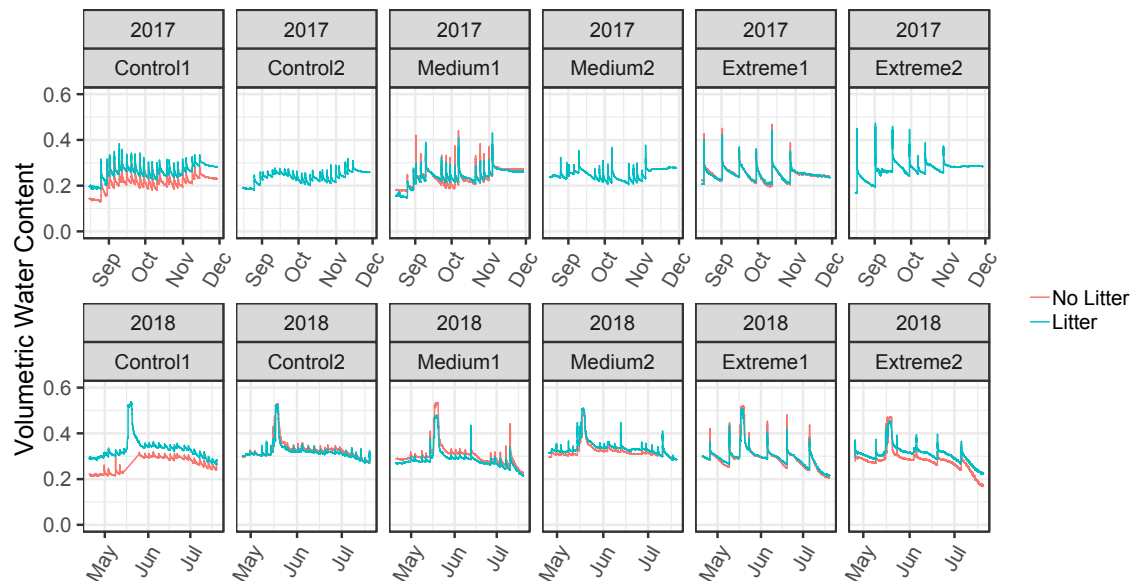 2017 2017 2017 2017 2017 2017
Control1 Control2 Medium1 Medium2 Extreme1 Extreme2
0.6
0.4
0.2
0.0
Sep Oct Nov Dec Sep Oct Nov Dec Sep Oct Nov Dec Sep Oct Nov Dec Sep Oct Nov Dec Sep Oct Nov Dec
Volumetric Water Content
No Litter
Litter
2018 2018 2018 2018 2018 2018
Control1 Control2 Medium1 Medium2 Extreme1 Extreme2
0.6
0.4
0.2
0.0
May Jun Jul May Jun Jul May Jun Jul May Jun Jul May Jun Jul May Jun Jul